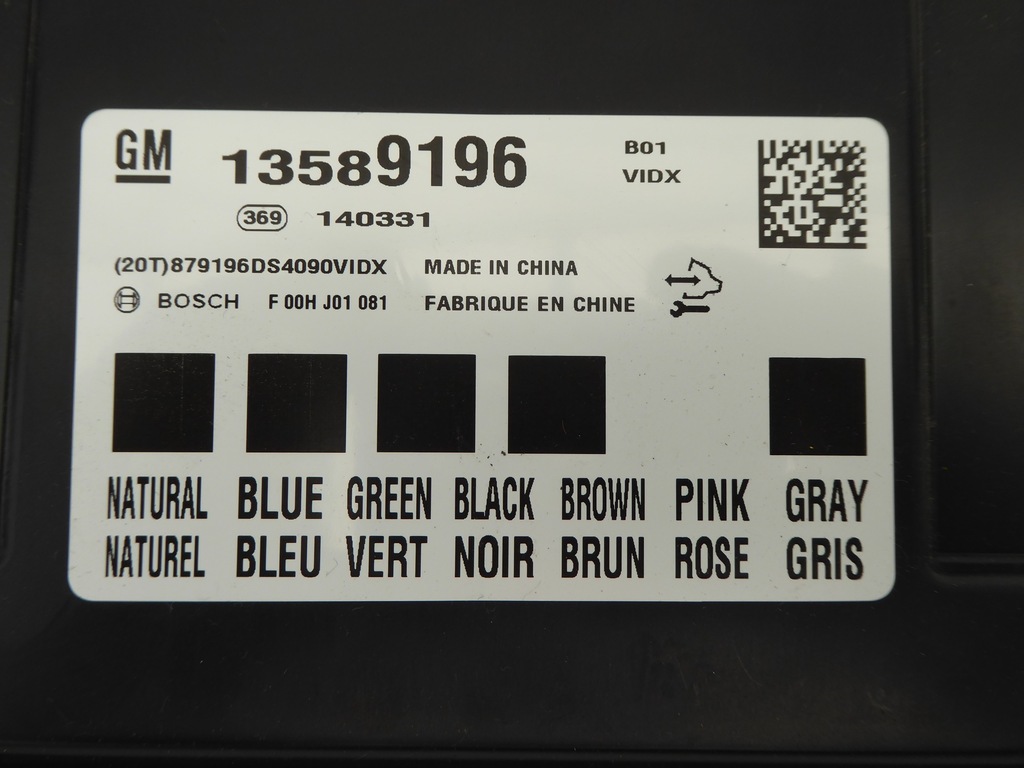 GM 13589196 B01
VIDX
369 140331
(20T)879196DS4090VIDX MADE IN CHINA
BOSCH F 00H J01 081 FABRIQUE EN CHINE
NATURAL BLUE GREEN BLACK BROWN PINK GRAY
NATUREL BLEU VERT NOIR BRUN ROSE GRIS